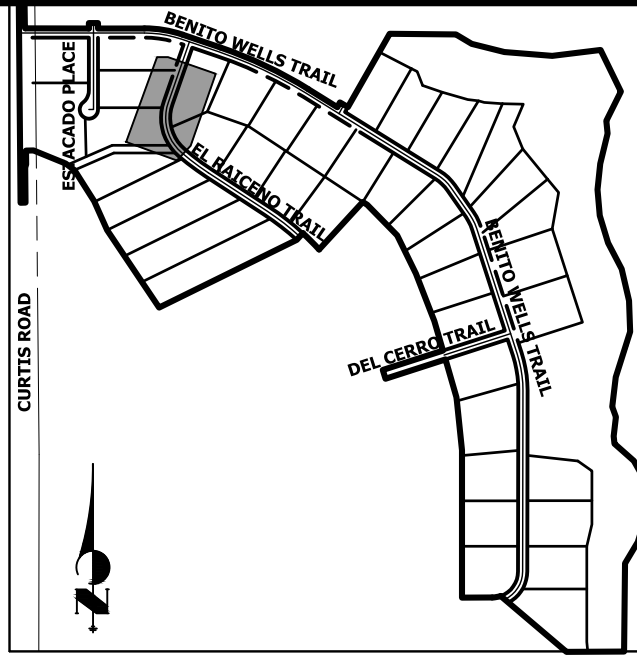 BENITO WELLS TRAIL
ESTACADO PLACE
EL RAICENO TRAIL
BENITO WELLS TRAIL
DEL CERRO TRAIL
CURTIS ROAD
N